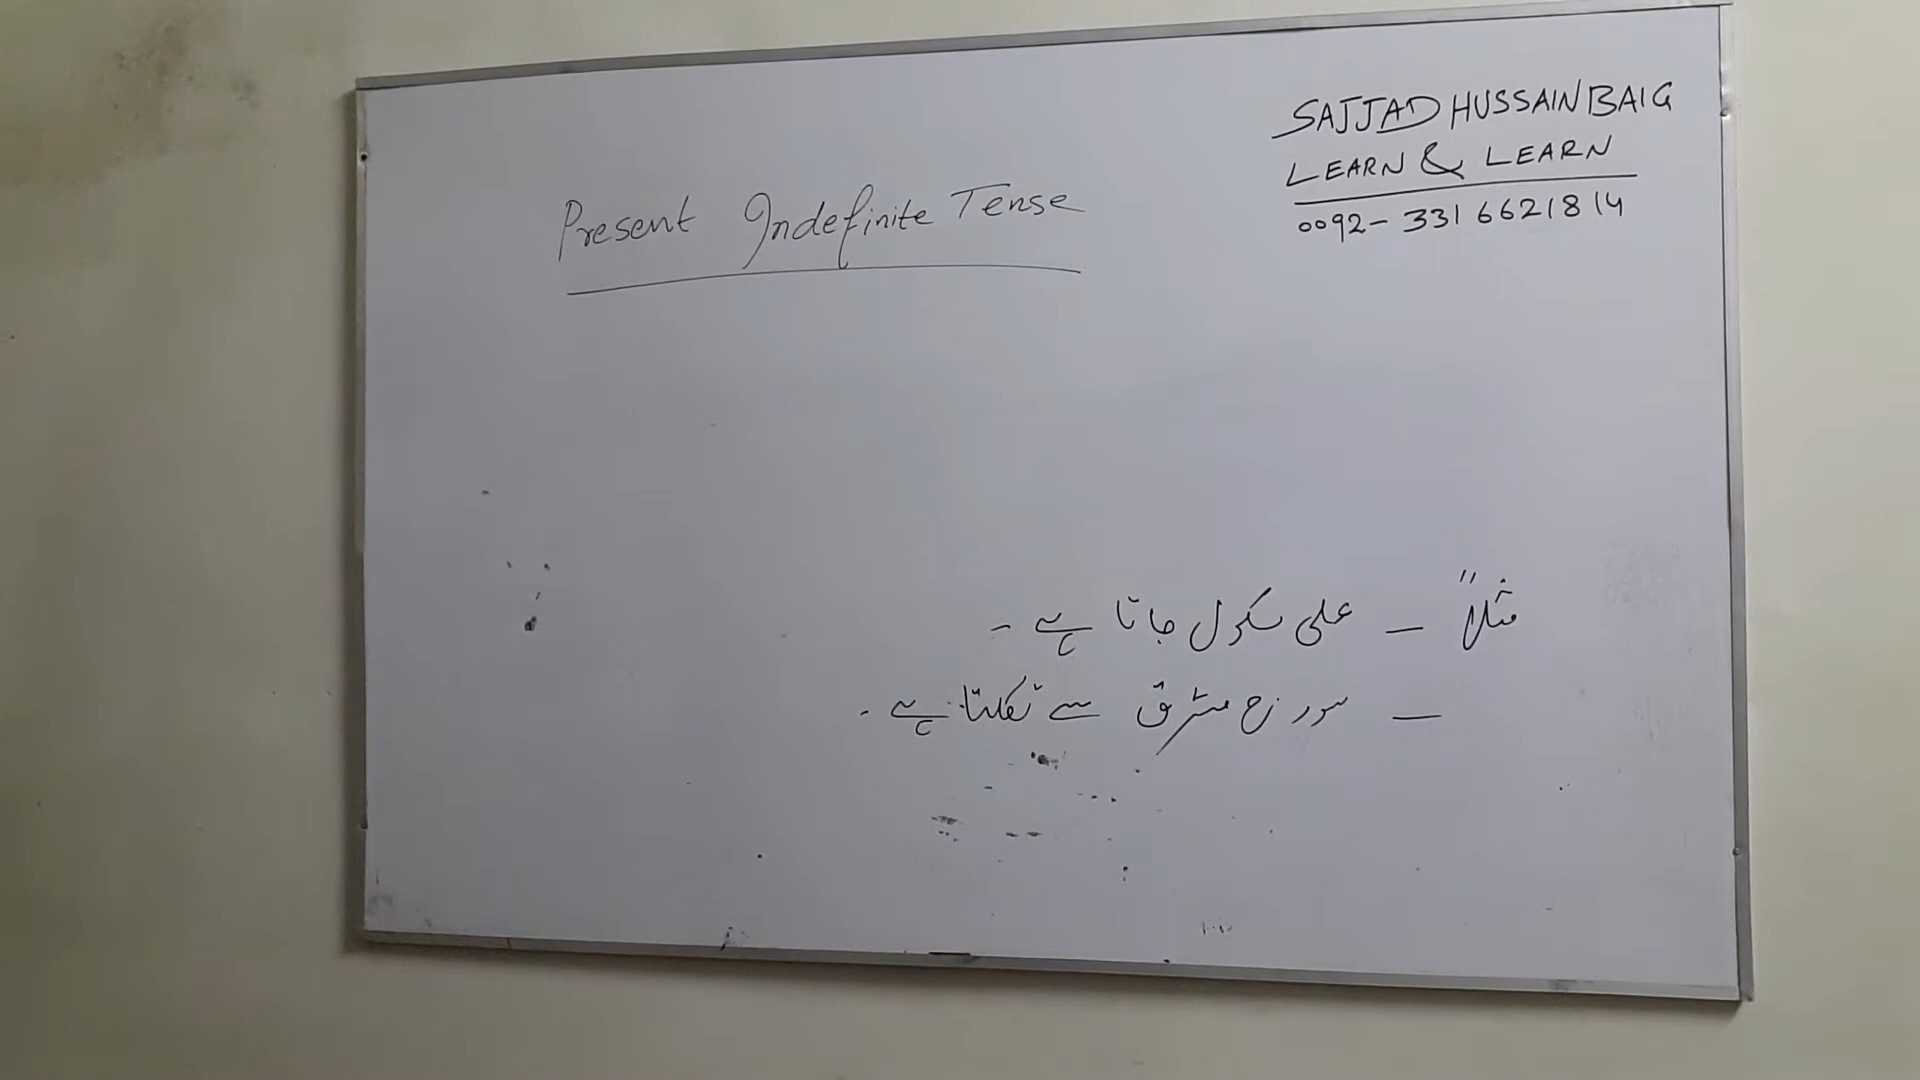 SAJJAD HUSSAIN BAIG
LEARN & LEARN
0092- 331 6621814
Present Indefinite Tense
مثلاً — علی سکول جاتا ہے -
— سورج مشرق سے نکلتا ہے -